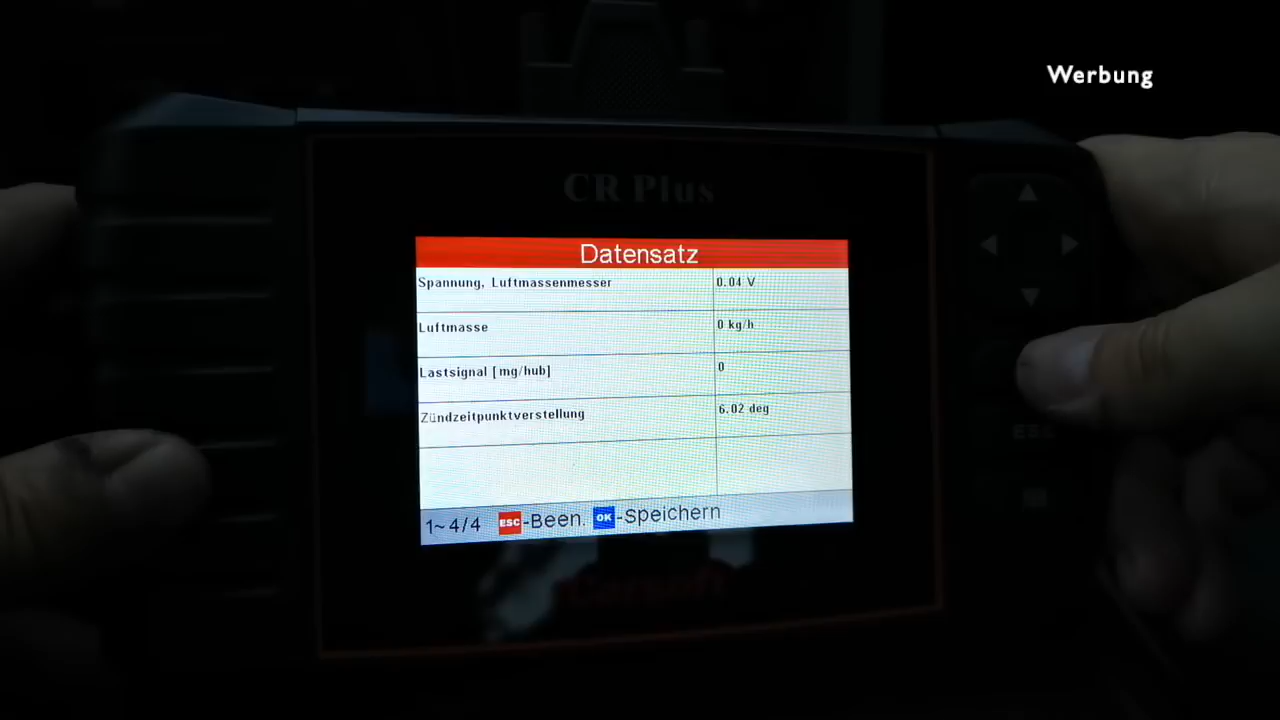 Werbung
CR Plus
Datensatz
Spannung, Luftmassenmesser 0.04 V
Luftmasse 0 kg/h
Lastsignal [mg/hub] 0
Zündzeitpunktverstellung 6.02 deg
1~4/4 ESC-Been. OK-Speichern